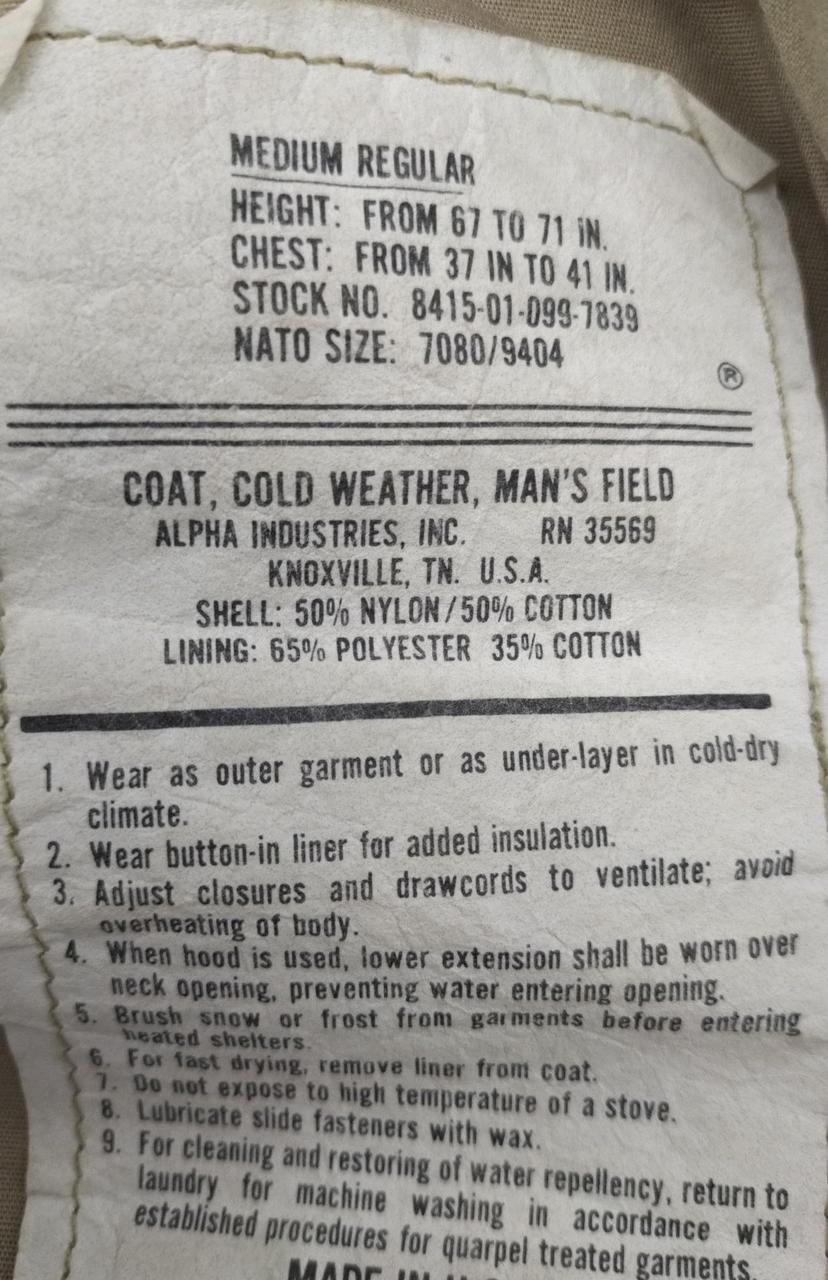 MEDIUM REGULAR
HEIGHT: FROM 67 TO 71 IN.
CHEST: FROM 37 IN TO 41 IN.
STOCK NO. 8415-01-099-7839
NATO SIZE: 7080/9404
®
COAT, COLD WEATHER, MAN'S FIELD
ALPHA INDUSTRIES, INC. RN 35569
KNOXVILLE, TN. U.S.A.
SHELL: 50% NYLON/50% COTTON
LINING: 65% POLYESTER 35% COTTON
1. Wear as outer garment or as under-layer in cold-dry
climate.
2. Wear button-in liner for added insulation.
3. Adjust closures and drawcords to ventilate; avoid
overheating of body.
4. When hood is used, lower extension shall be worn over
neck opening, preventing water entering opening.
5. Brush snow or frost from garments before entering
heated shelters.
6. For fast drying, remove liner from coat.
7. Do not expose to high temperature of a stove.
8. Lubricate slide fasteners with wax.
9. For cleaning and restoring of water repellency, return to
laundry for machine washing in accordance with
established procedures for quarpel treated garments.
MADE IN